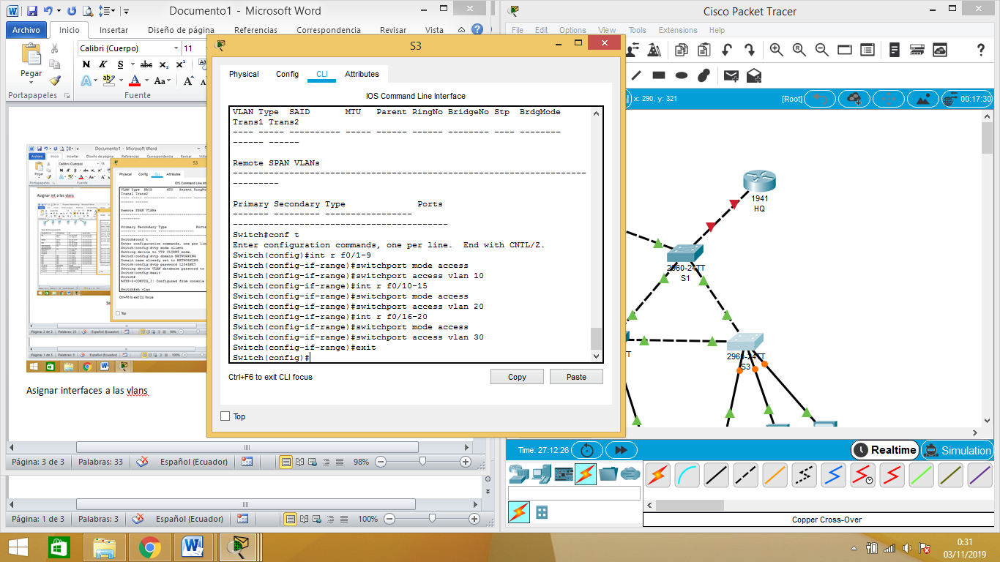 Documento1 - Microsoft Word
Archivo Inicio Insertar Diseño de página Referencias Correspondencia Revisar Vista
Calibri (Cuerpo) 11
Pegar
N K S abc x₂ x²
Portapapeles Fuente
Asignar int a las vlans
Asignar interfaces a las vlans
Página: 3 de 3 Palabras: 33 Español (Ecuador) 98%
Página: 1 de 3 Palabras: 3 Español (Ecuador) 100%
S3
Physical Config CLI Attributes
IOS Command Line Interface
VLAN Type SAID MTU Parent RingNo BridgeNo Stp BrdgMode
Trans1 Trans2
---- ----- ---------- ----- ------ ------ -------- ---- --------
------ ------
Remote SPAN VLANs
------------------------------------------------------------------------------
Primary Secondary Type Ports
------- --------- ----------------- ------------------------------------------
Switch#conf t
Enter configuration commands, one per line. End with CNTL/Z.
Switch(config)#int r f0/1-9
Switch(config-if-range)#switchport mode access
Switch(config-if-range)#switchport access vlan 10
Switch(config-if-range)#int r f0/10-15
Switch(config-if-range)#switchport mode access
Switch(config-if-range)#switchport access vlan 20
Switch(config-if-range)#int r f0/16-20
Switch(config-if-range)#switchport mode access
Switch(config-if-range)#switchport access vlan 30
Switch(config-if-range)#exit
Switch(config)#
Ctrl+F6 to exit CLI focus Copy Paste
Top
Cisco Packet Tracer
File Edit Options View Tools Extensions Help
x: 290, y: 321 [Root] 00:17:30
1941
HQ
2960-24TT
S1
2960-24TT
S3
Time: 27:12:26 Realtime Simulation
Copper Cross-Over
0:31
03/11/2019